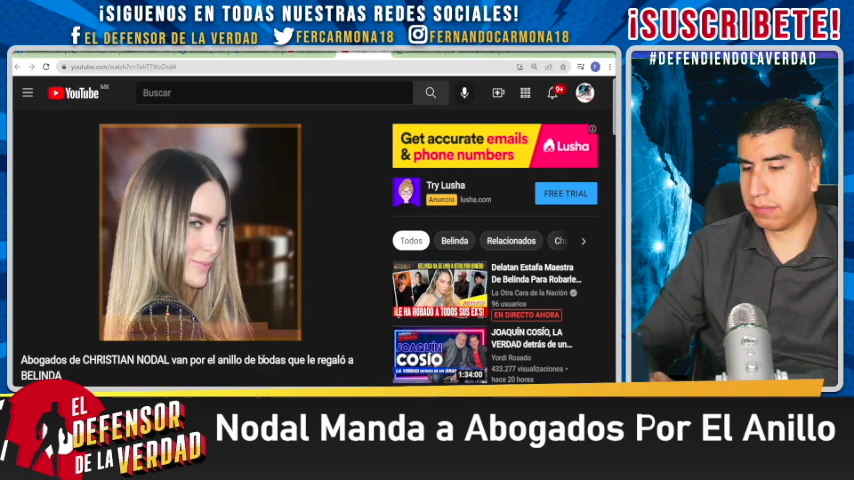 ¡SIGUENOS EN TODAS NUESTRAS REDES SOCIALES!
EL DEFENSOR DE LA VERDAD
FERCARMONA18
FERNANDOCARMONA18
¡SUSCRIBETE!
#DEFENDIENDOLAVERDAD
YouTube MX
Buscar
9+
Get accurate emails
& phone numbers
Lusha
Try Lusha
Anuncio lusha.com
FREE TRIAL
Todos
Belinda
Relacionados
Delatan Estafa Maestra
De Belinda Para Robarle...
La Otra Cara de la Nación
96 usuarios
EN DIRECTO AHORA
¡LE HA ROBADO A TODOS SUS EX'S!
JOAQUÍN COSÍO, LA
VERDAD detrás de un...
Yordi Rosado
433.277 visualizaciones •
hace 20 horas
JOAQUÍN
COSÍO
1:34:00
Abogados de CHRISTIAN NODAL van por el anillo de bodas que le regaló a
BELINDA
EL
DEFENSOR
DE LA VERDAD
Nodal Manda a Abogados Por El Anillo